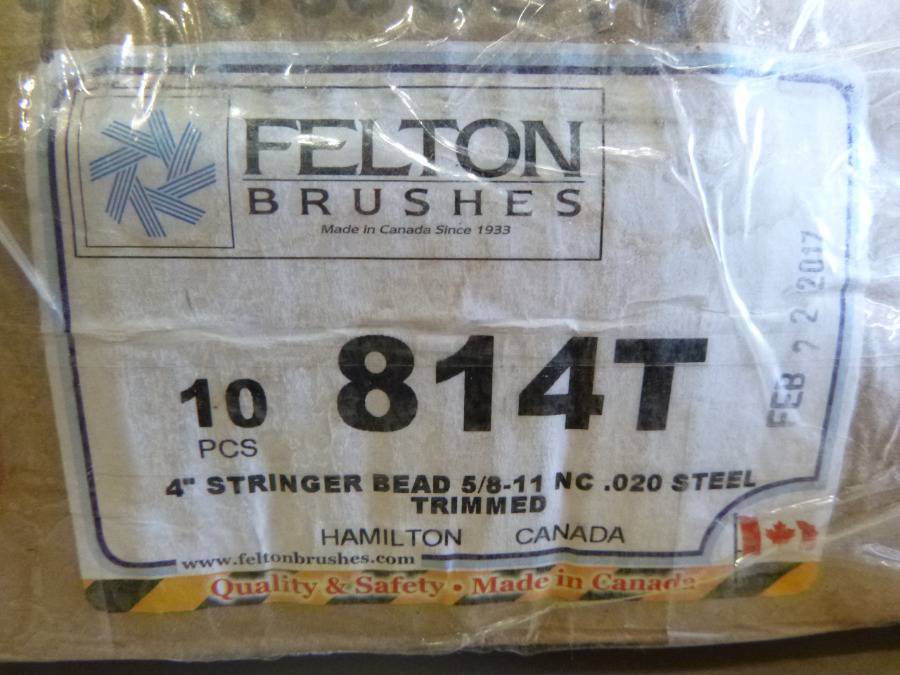 FELTON
BRUSHES
Made in Canada Since 1933
FEB 2 2 2017
10
PCS
814T
4" STRINGER BEAD 5/8-11 NC .020 STEEL
TRIMMED
HAMILTON CANADA
www.feltonbrushes.com
Quality & Safety • Made in Canada